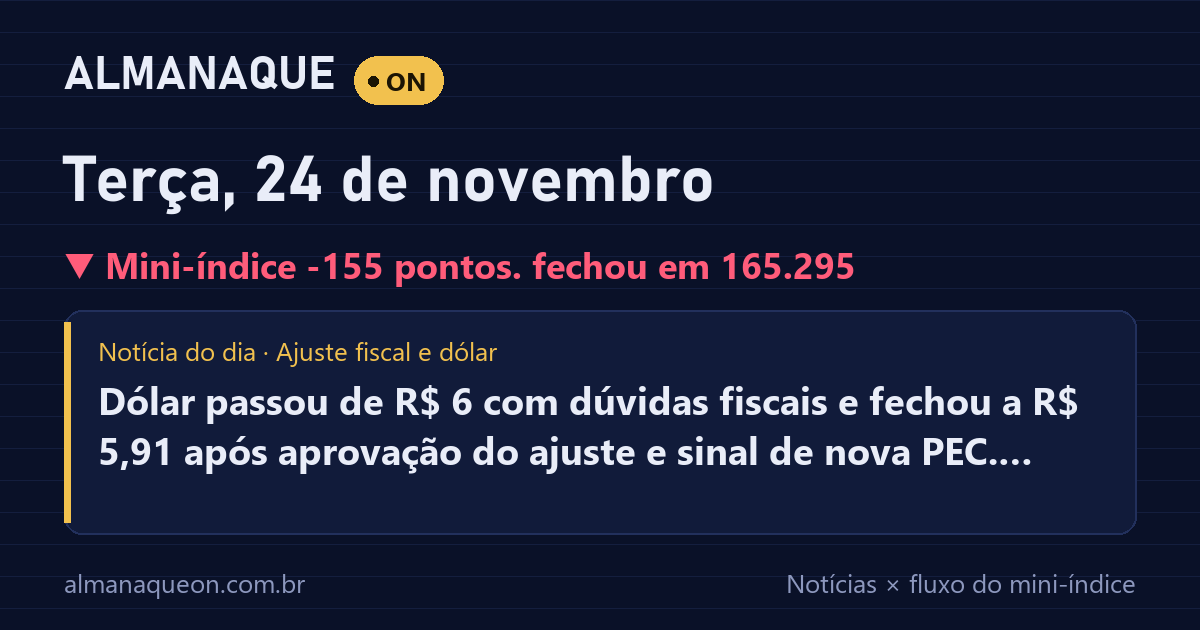 ALMANAQUE • ON
Terça, 24 de novembro
▼ Mini-índice -155 pontos. fechou em 165.295
Notícia do dia · Ajuste fiscal e dólar
Dólar passou de R$ 6 com dúvidas fiscais e fechou a R$
5,91 após aprovação do ajuste e sinal de nova PEC.…
almanaqueon.com.br
Notícias × fluxo do mini-índice